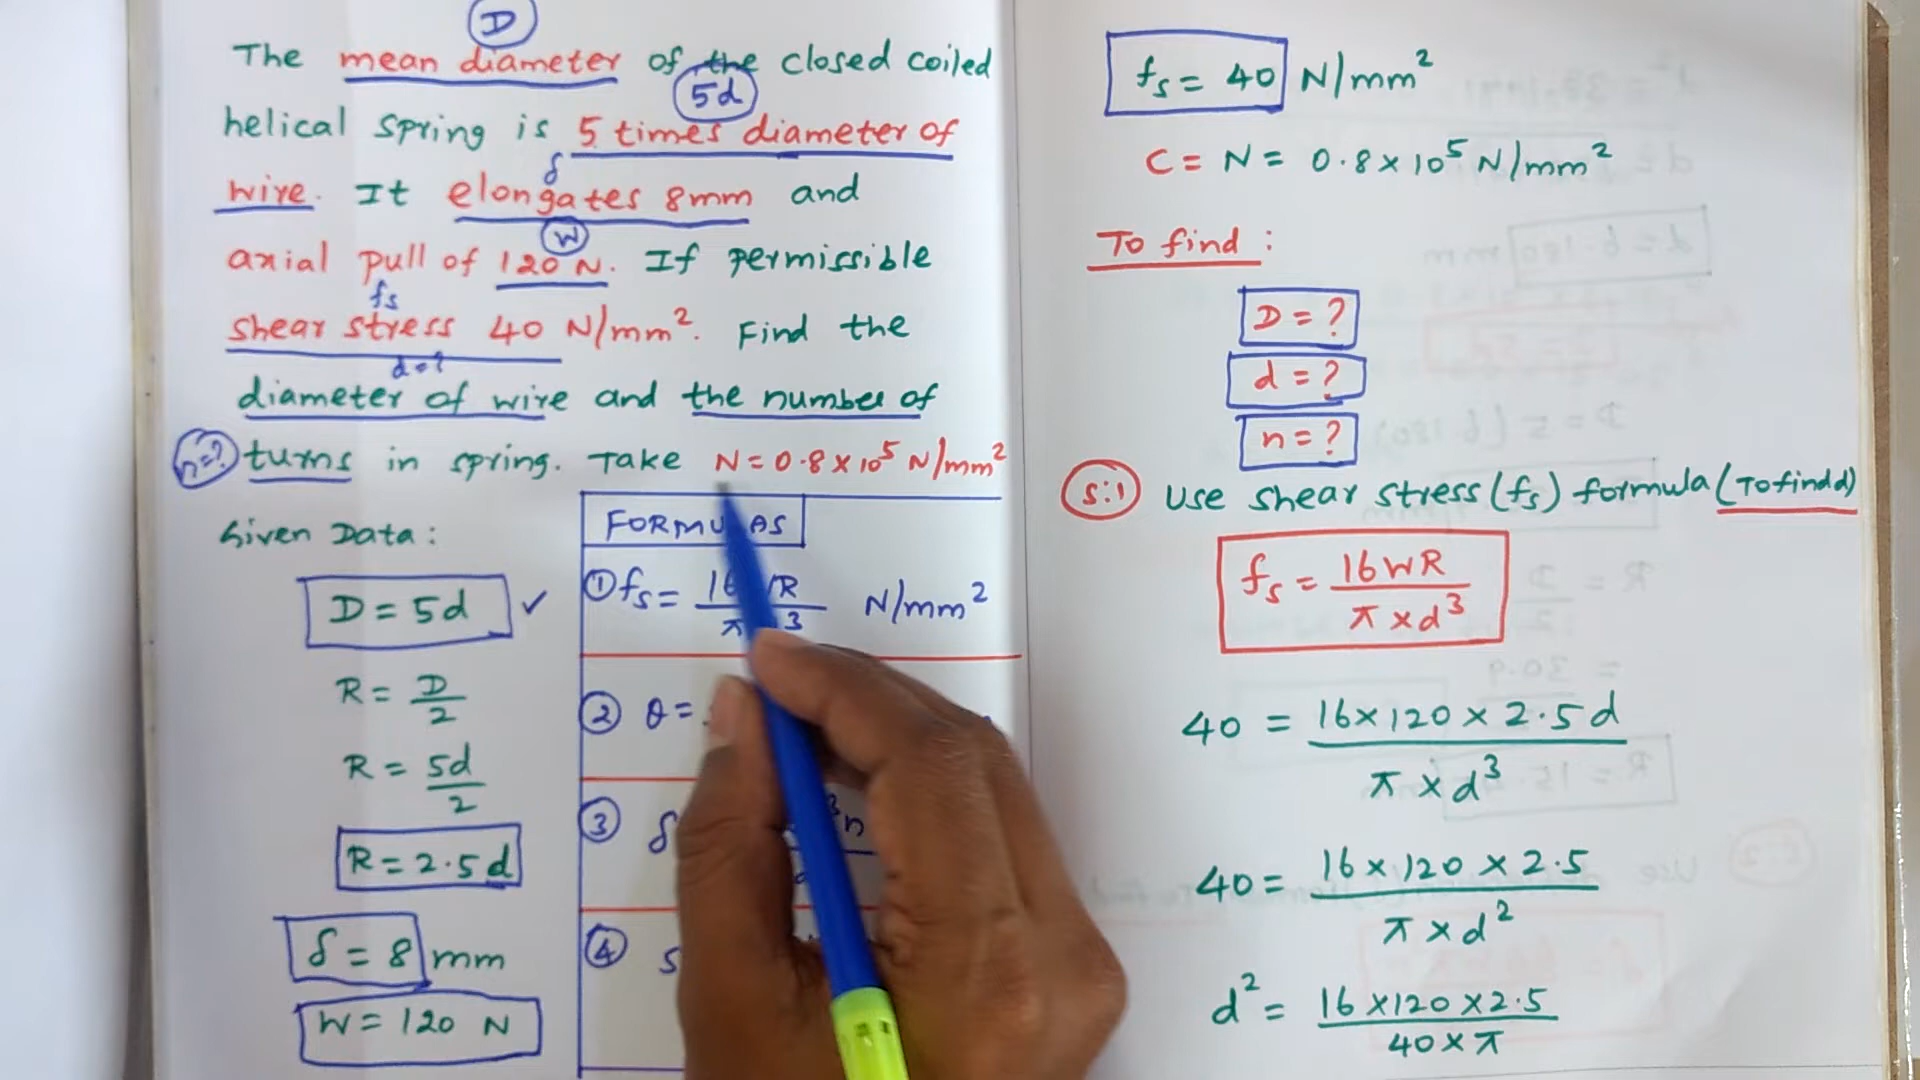 D
The mean diameter of the closed coiled
5d
helical spring is 5 times diameter of
δ
wire. It elongates 8mm and
W
axial pull of 120 N. If permissible
fs
shear stress 40 N/mm². Find the
d=?
diameter of wire and the number of
n=? turns in spring. Take N = 0.8 x 10⁵ N/mm²
Given Data:
D = 5d ✓
R = D/2
R = 5d/2
R = 2.5d
δ = 8 mm
W = 120 N
① fs = N/mm²
② θ =
③ δ
④ S
fs = 40 N/mm²
C = N = 0.8 x 10⁵ N/mm²
To find:
D = ?
d = ?
n = ?
S:1 Use shear stress (fs) formula (To find d)
fs = 16WR / π x d³
40 = 16 x 120 x 2.5d / π x d³
40 = 16 x 120 x 2.5 / π x d²
d² = 16 x 120 x 2.5 / 40 x π